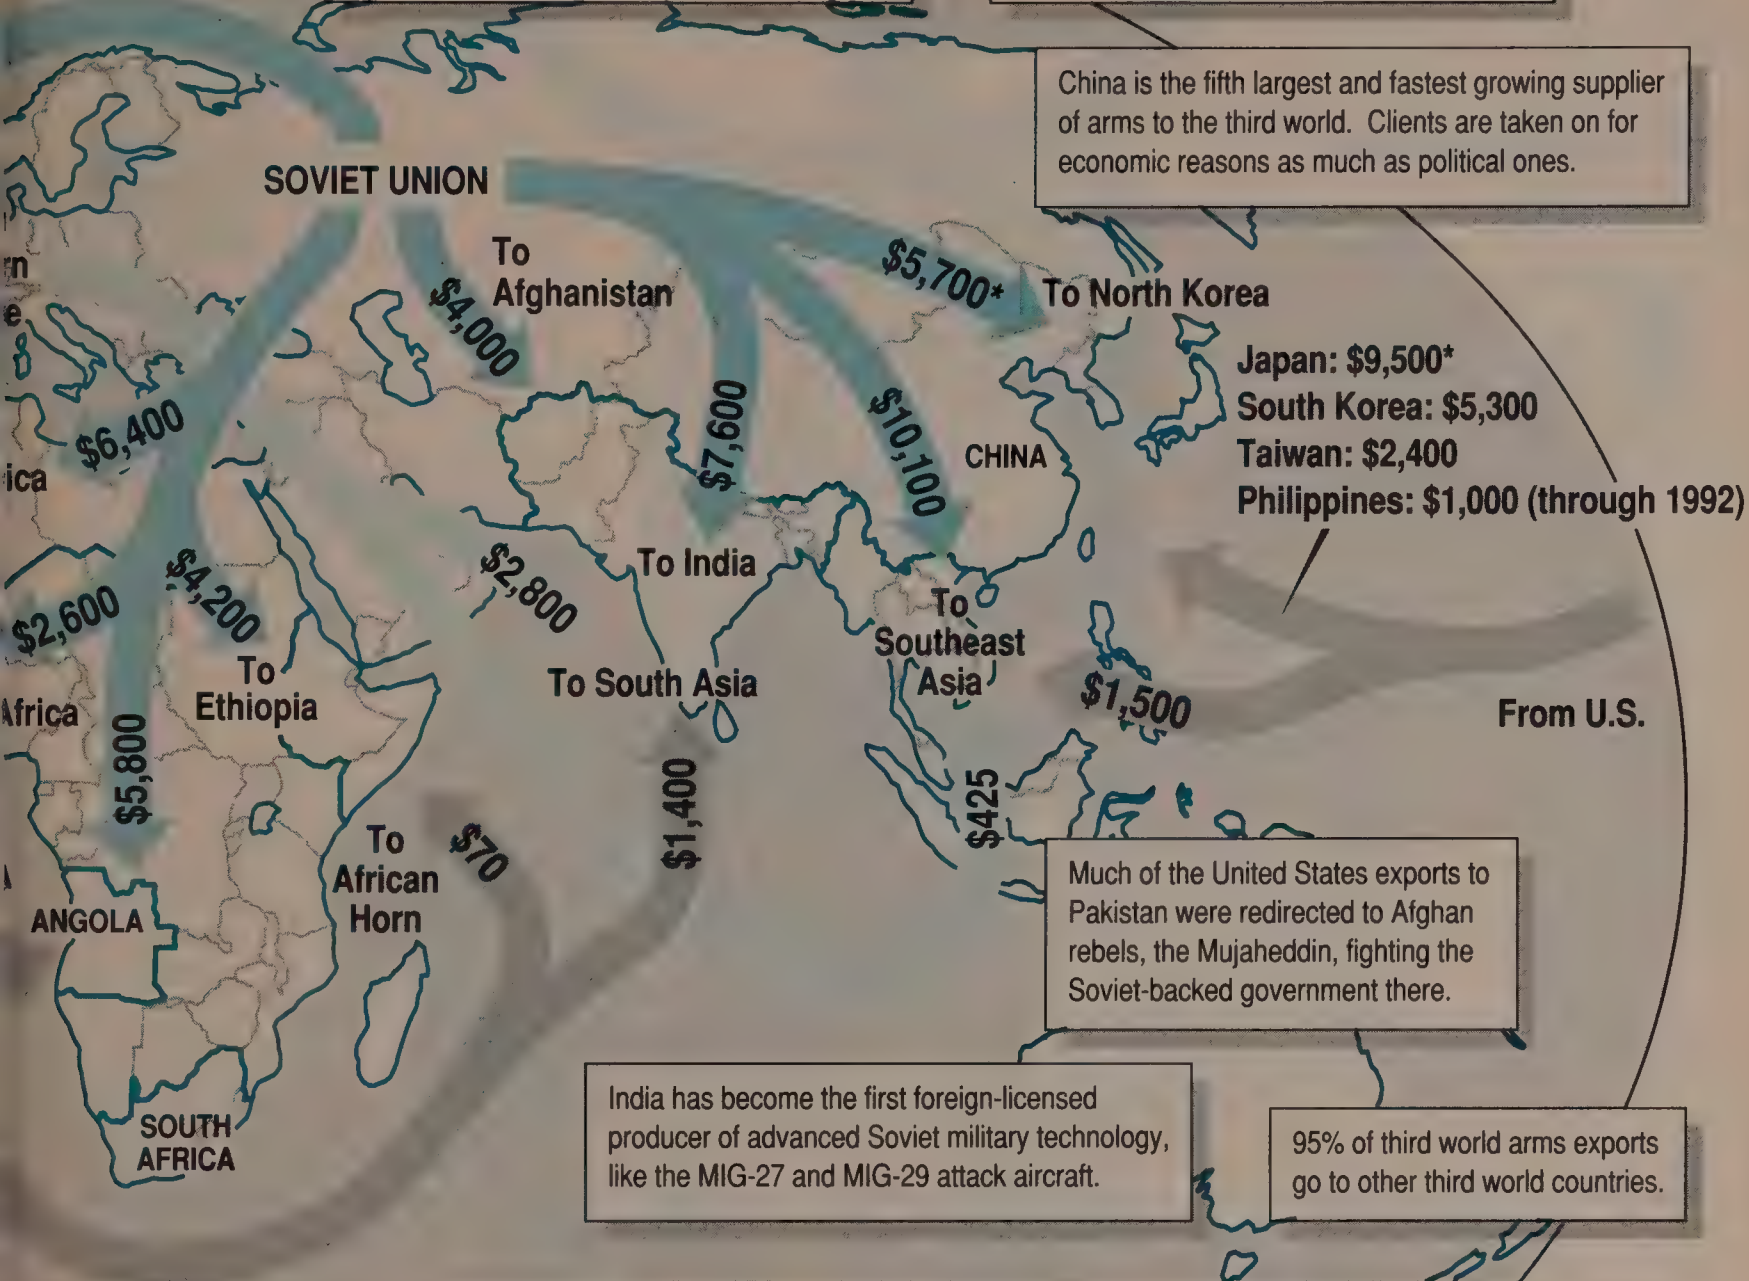 China is the fifth largest and fastest growing supplier
of arms to the third world. Clients are taken on for
economic reasons as much as political ones.
SOVIET UNION
To
Afghanistan
$4,000
$5,700*
To North Korea
Japan: $9,500*
South Korea: $5,300
Taiwan: $2,400
Philippines: $1,000 (through 1992)
$6,400
$7,600
$10,100
CHINA
$2,600
$4,200
$2,800
To India
To
Southeast
Asia
To
Ethiopia
To South Asia
$1,500
From U.S.
Africa
$5,800
$1,400
$425
$70
To
African
Horn
ANGOLA
Much of the United States exports to
Pakistan were redirected to Afghan
rebels, the Mujaheddin, fighting the
Soviet-backed government there.
India has become the first foreign-licensed
producer of advanced Soviet military technology,
like the MIG-27 and MIG-29 attack aircraft.
SOUTH
AFRICA
95% of third world arms exports
go to other third world countries.